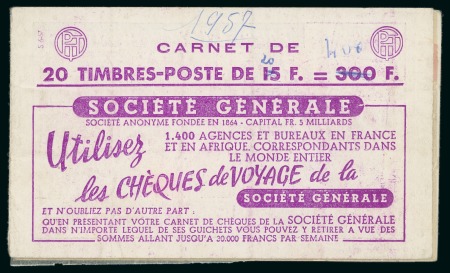 1957
CARNET DE
20
400
20 TIMBRES-POSTE DE 15 F. = 300 F.
SOCIÉTÉ GÉNÉRALE
SOCIÉTÉ ANONYME FONDÉE EN 1864 - CAPITAL FR. 5 MILLIARDS
Utilisez
1.400 AGENCES ET BUREAUX EN FRANCE
ET EN AFRIQUE. CORRESPONDANTS DANS
LE MONDE ENTIER
les CHÈQUES de VOYAGE de la
SOCIÉTÉ GÉNÉRALE
ET N'OUBLIEZ PAS D'AUTRE PART :
QU'EN PRÉSENTANT VOTRE CARNET DE CHÈQUES DE LA SOCIÉTÉ GÉNÉRALE
DANS N'IMPORTE LEQUEL DE SES GUICHETS VOUS POUVEZ Y RETIRER A VUE DES
SOMMES ALLANT JUSQU'A 20.000 FRANCS PAR SEMAINE